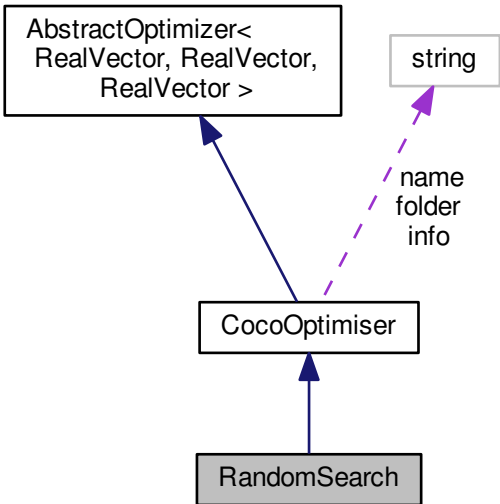 AbstractOptimizer<
RealVector, RealVector,
RealVector >
string
name
folder
info
CocoOptimiser
RandomSearch